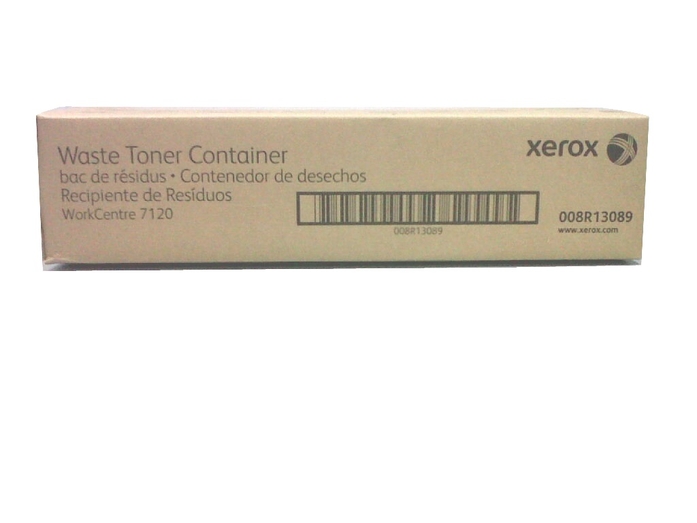 Waste Toner Container
bac de résidus • Contenedor de desechos
Recipiente de Resíduos
WorkCentre 7120
008R13089
xerox
008R13089
www.xerox.com